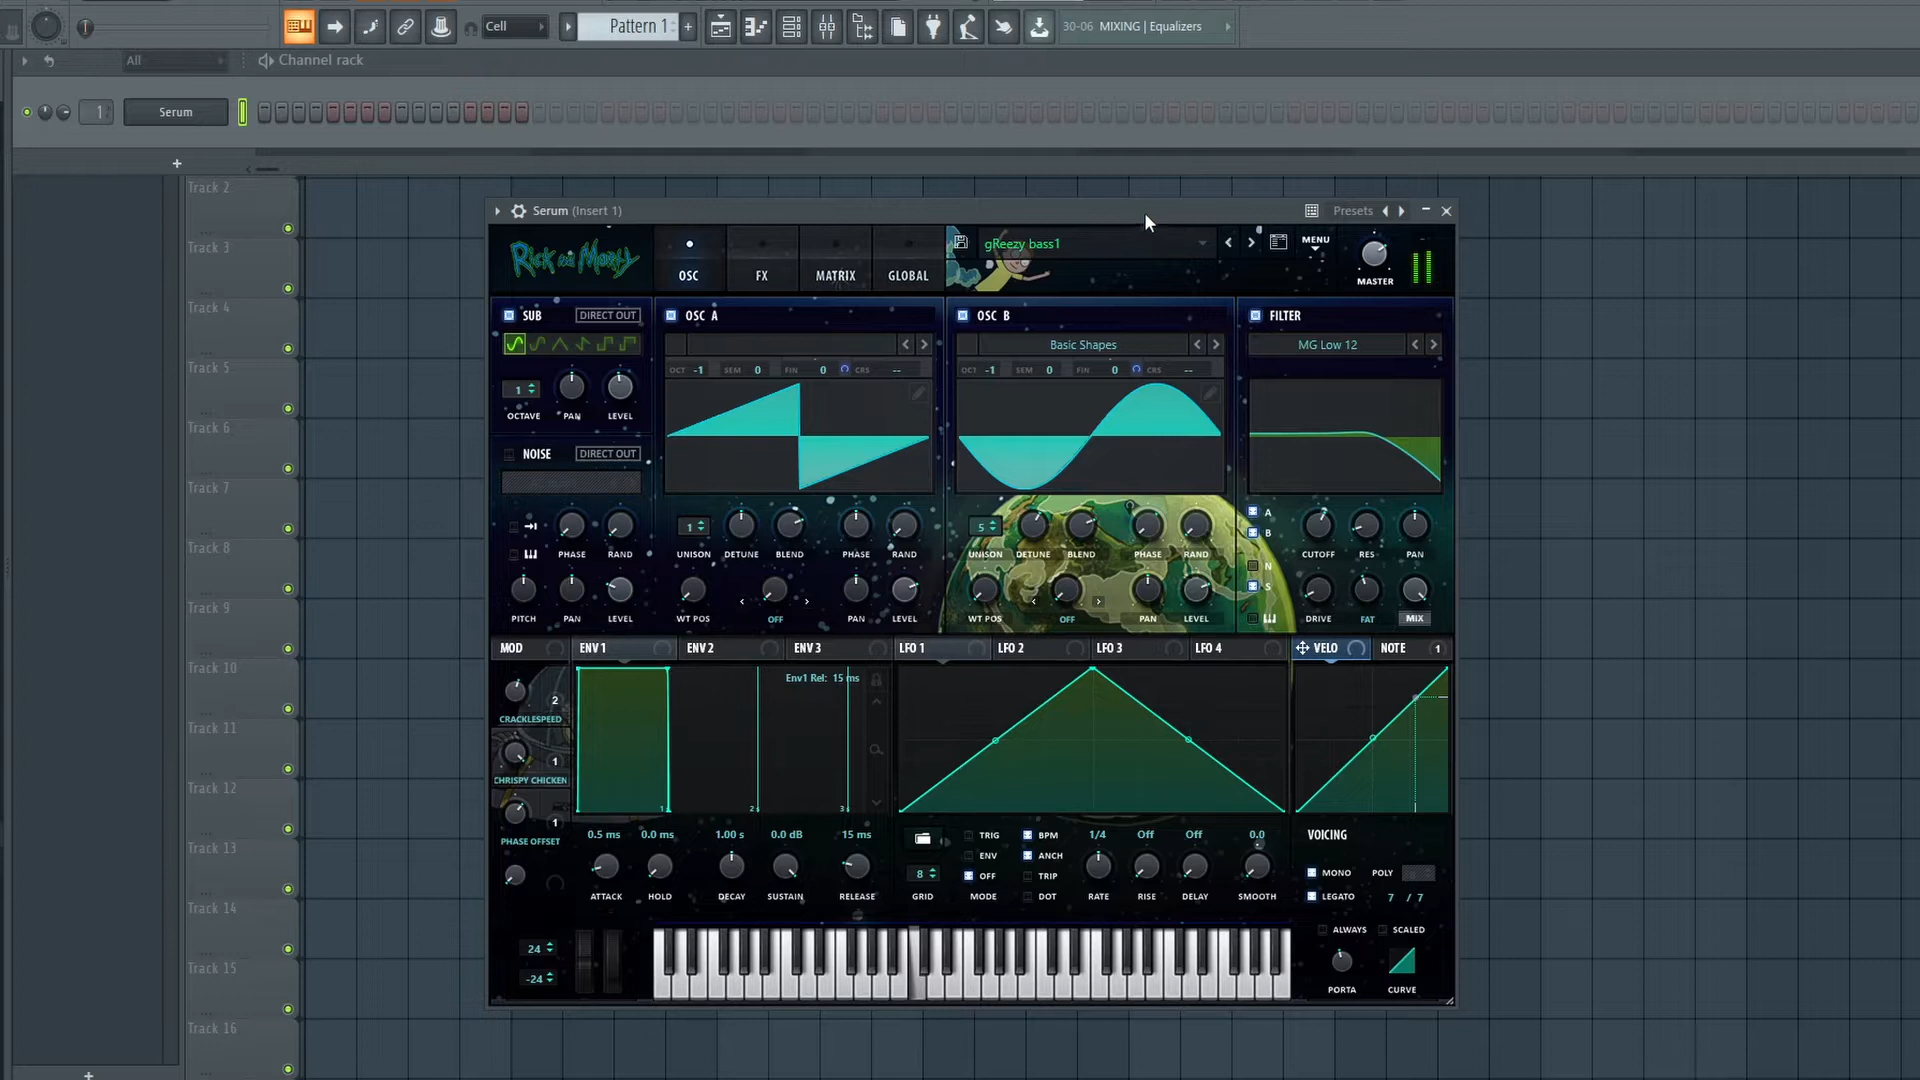 Cell
Pattern 1
+
30-06 MIXING | Equalizers
All
Channel rack
1
Serum
+
Track 2
Track 3
Track 4
Track 5
Track 6
Track 7
Track 8
Track 9
Track 10
Track 11
Track 12
Track 13
Track 14
Track 15
Track 16
+
Serum (Insert 1)
Presets
Rick and Morty
OSC
FX
MATRIX
GLOBAL
gReezy bass1
MENU
MASTER
SUB
DIRECT OUT
1
OCTAVE
PAN
LEVEL
NOISE
DIRECT OUT
PHASE
RAND
PITCH
PAN
LEVEL
OSC A
OCT -1 SEM 0 FIN 0 CRS --
1
UNISON
DETUNE
BLEND
PHASE
RAND
WT POS
OFF
PAN
LEVEL
OSC B
Basic Shapes
OCT -1 SEM 0 FIN 0 CRS --
5
UNISON
DETUNE
BLEND
PHASE
RAND
WT POS
OFF
PAN
LEVEL
FILTER
MG Low 12
A
B
N
S
CUTOFF
RES
PAN
DRIVE
FAT
MIX
MOD
ENV 1
ENV 2
ENV 3
LFO 1
LFO 2
LFO 3
LFO 4
VELO
NOTE
1
2
CRACKLESPEED
1
CHRISPY CHICKEN
1
PHASE OFFSET
Env1 Rel: 15 ms
1
2s
3s
0.5 ms
0.0 ms
1.00 s
0.0 dB
15 ms
ATTACK
HOLD
DECAY
SUSTAIN
RELEASE
8
GRID
TRIG
ENV
OFF
MODE
BPM
ANCH
TRIP
DOT
1/4
Off
Off
0.0
RATE
RISE
DELAY
SMOOTH
VOICING
MONO
POLY
LEGATO
7 / 7
ALWAYS
SCALED
PORTA
CURVE
24
-24